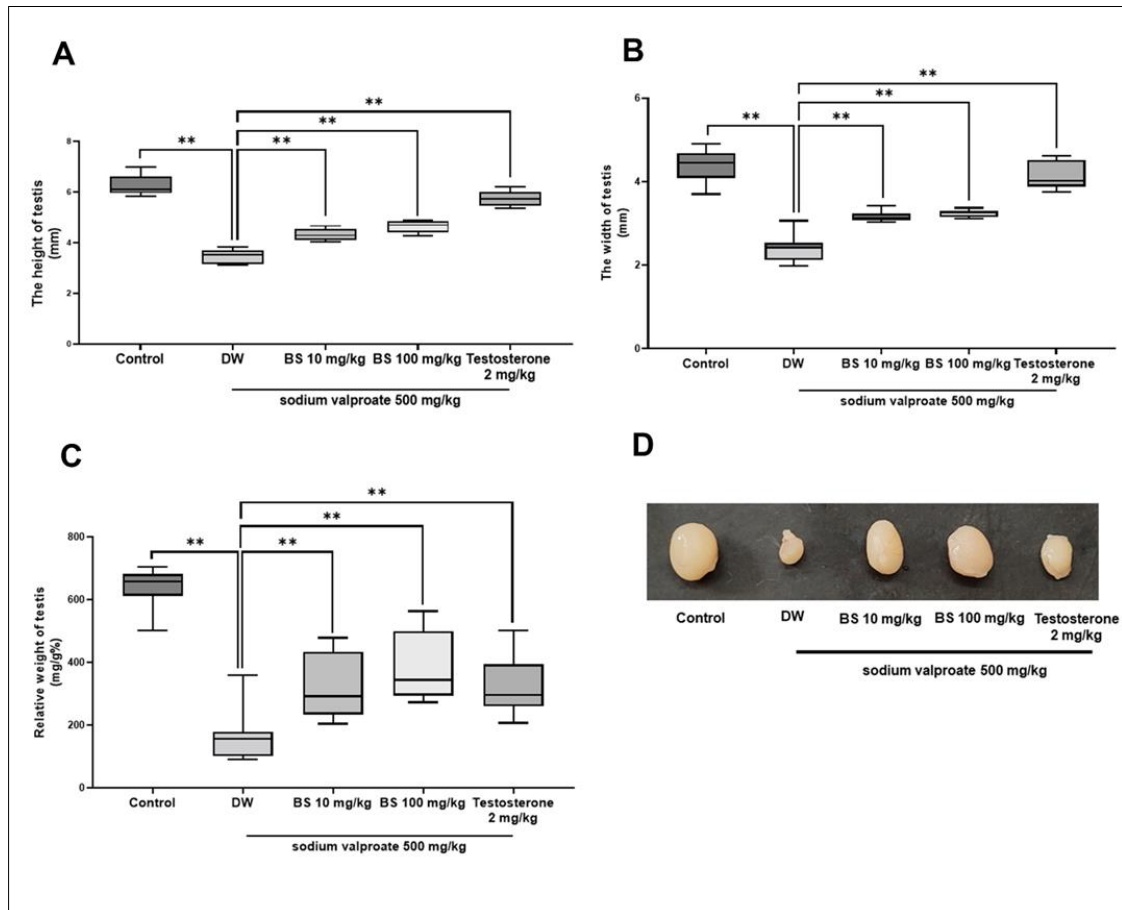 A
The height of testis
(mm)
8
6
4
2
0
**
**
**
**
Control
DW
BS 10 mg/kg
BS 100 mg/kg
Testosterone
2 mg/kg
sodium valproate 500 mg/kg
B
The width of testis
(mm)
6
4
2
0
**
**
**
**
Control
DW
BS 10 mg/kg
BS 100 mg/kg
Testosterone
2 mg/kg
sodium valproate 500 mg/kg
C
Relative weight of testis
(mg/g%)
800
600
400
200
0
**
**
**
**
Control
DW
BS 10 mg/kg
BS 100 mg/kg
Testosterone
2 mg/kg
sodium valproate 500 mg/kg
D
Control
DW
BS 10 mg/kg
BS 100 mg/kg
Testosterone
2 mg/kg
sodium valproate 500 mg/kg